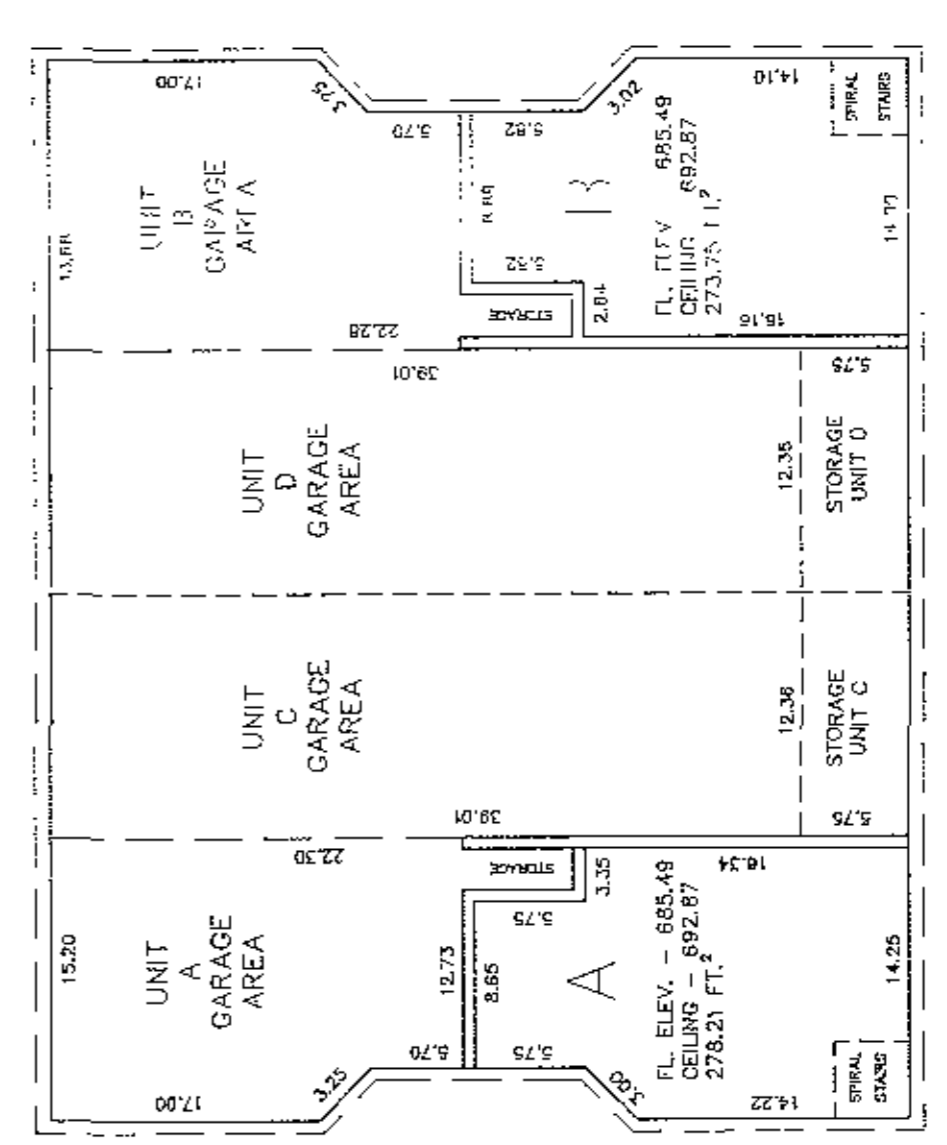 17.00
3.25
5.70
5.82
3.02
14.10
SPIRAL
STAIRS
UNIT
B
GARAGE
AREA
5.82
B
FL. ELEV 685.49
CEILING 692.87
273.75
STORAGE
2.84
22.28
39.01
5.75
UNIT
D
GARAGE
AREA
12.35
STORAGE
UNIT D
UNIT
C
GARAGE
AREA
12.36
STORAGE
UNIT C
39.01
5.75
22.30
STORAGE
3.35
18.34
15.20
UNIT
A
GARAGE
AREA
12.73
8.65
5.75
A
FL. ELEV. - 685.49
CEILING - 692.87
278.21 FT.²
14.25
5.70
5.75
3.25
3.00
17.00
14.22
SPIRAL
STAIRS